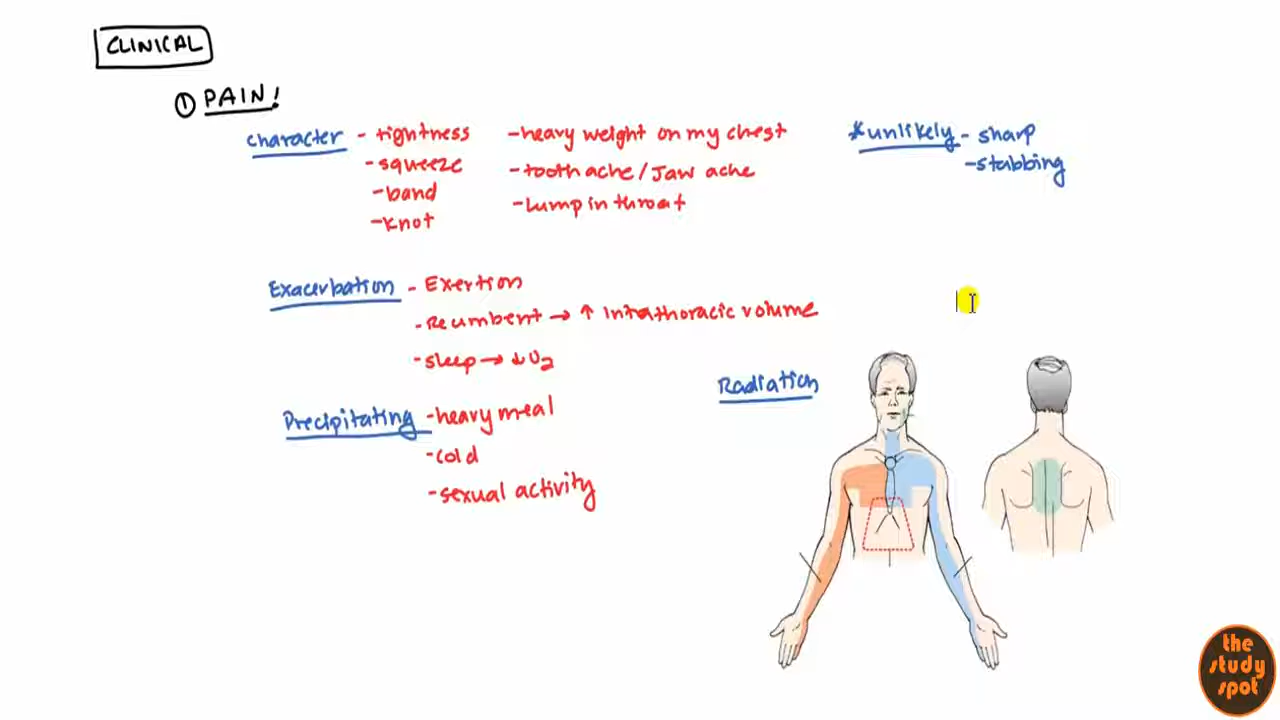 CLINICAL
① PAIN!
character - tightness
- squeeze
- band
- knot
- heavy weight on my chest
- tooth ache / Jaw ache
- Lump in throat
* unlikely - sharp
- stabbing
Exacerbation - Exertion
- Recumbent → ↑ Intrathoracic volume
- sleep → ↓ O2
Precipitating - heavy meal
- cold
- sexual activity
Radiation
the
study
spot